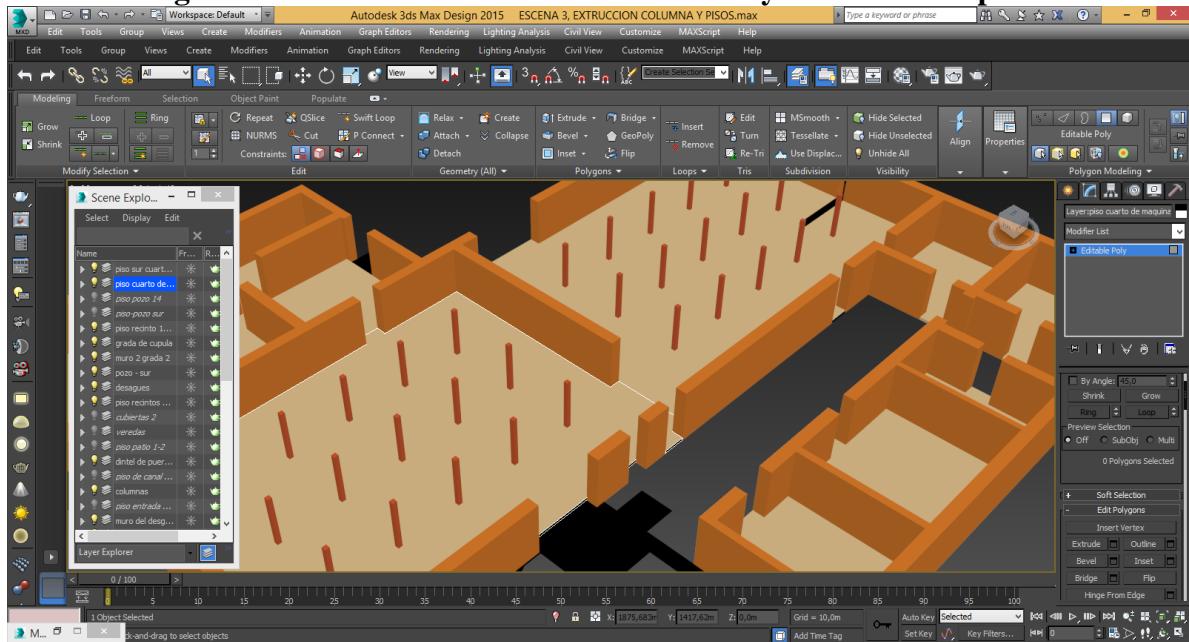 Workspace: Default
Autodesk 3ds Max Design 2015 ESCENA 3, EXTRUCCION COLUMNA Y PISOS.max
Type a keyword or phrase
MXD
Edit Tools Group Views Create Modifiers Animation Graph Editors Rendering Lighting Analysis Civil View Customize MAXScript Help
Edit Tools Group Views Create Modifiers Animation Graph Editors Rendering Lighting Analysis Civil View Customize MAXScript Help
All
View
Create Selection Se
Modeling Freeform Selection Object Paint Populate
Grow Loop Ring
Shrink
Repeat QSlice Swift Loop
NURMS Cut P Connect
Constraints:
Relax Create
Attach Collapse
Detach
Extrude Bridge
Bevel GeoPoly
Inset Flip
Insert
Remove
Edit
Turn
Re-Tri
MSmooth
Tessellate
Use Displac...
Hide Selected
Hide Unselected
Unhide All
Align
Properties
Editable Poly
Modify Selection Edit Geometry (All) Polygons Loops Tris Subdivision Visibility Polygon Modeling
Scene Explo...
Select Display Edit
Name Fr... R...
piso sur cuart...
piso cuarto de...
piso pozo 14
piso-pozo sur
piso recinto 1...
grada de cupula
muro 2 grada 2
pozo - sur
desagues
piso recintos ...
cubiertas 2
veredas
piso patio 1-2
dintel de puer...
piso de canal ...
columnas
piso entrada ...
muro del desg...
Layer Explorer
Layer:piso cuarto de maquina
Modifier List
Editable Poly
By Angle: 45,0
Shrink Grow
Ring Loop
Preview Selection
Off SubObj Multi
0 Polygons Selected
+ Soft Selection
- Edit Polygons
Insert Vertex
Extrude Outline
Bevel Inset
Bridge Flip
Hinge From Edge
0 / 100
0 5 10 15 20 25 30 35 40 45 50 55 60 65 70 75 80 85 90 95 100
1 Object Selected
X: 1875,683m Y: 1417,62m Z: 0,0m
Grid = 10,0m
Auto Key Selected
M...
ck-and-drag to select objects
Add Time Tag
Set Key Key Filters...
0